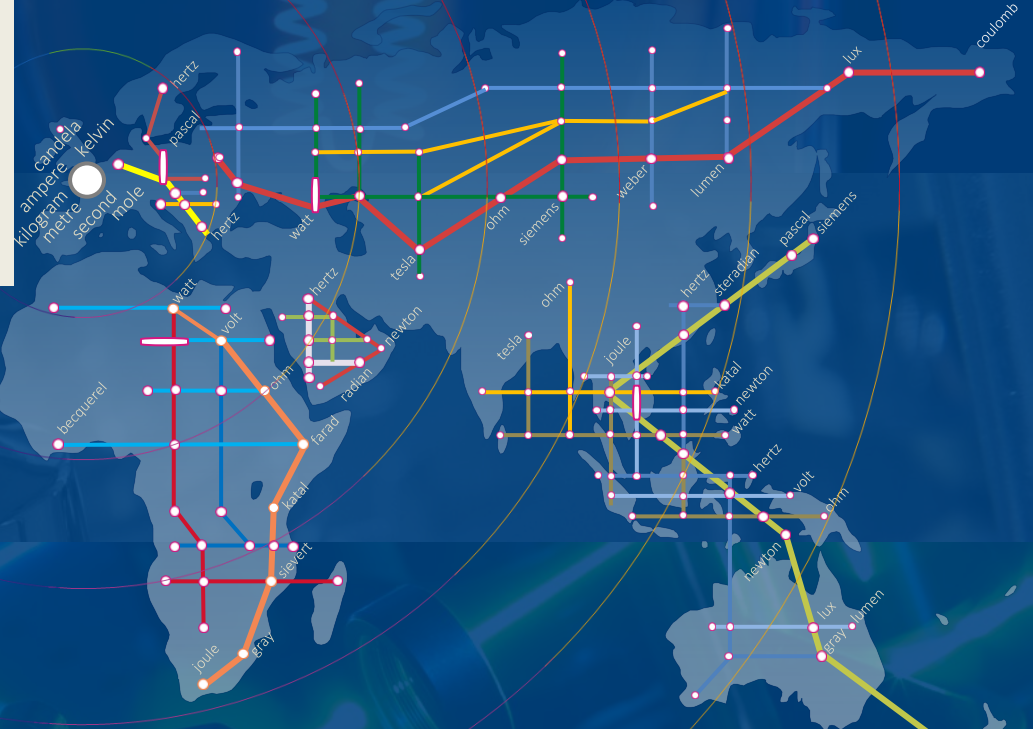 coulomb
lux
hertz
pascal
candela
kelvin
ampere
kilogram
metre
second
mole
hertz
watt
tesla
ohm
siemens
weber
lumen
pascal
siemens
steradian
hertz
watt
volt
hertz
newton
radian
ohm
farad
becquerel
katal
sievert
gray
joule
ohm
tesla
joule
katal
newton
watt
hertz
volt
ohm
newton
lux
lumen
gray